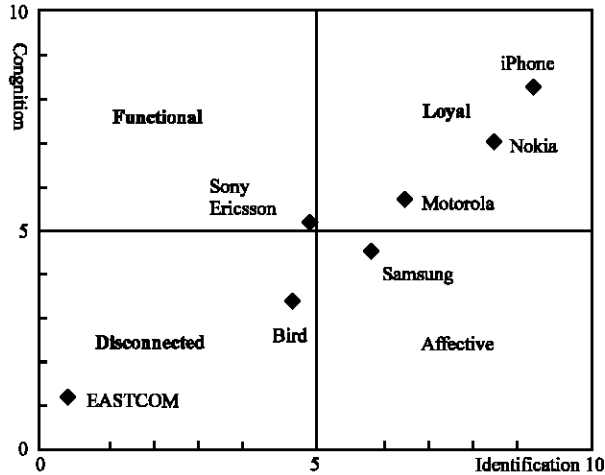 10
Congnition
iPhone
Functional
Loyal
Nokia
Sony
Ericsson
Motorola
5
Samsung
Bird
Disconnected
Affective
EASTCOM
0
0
5
Identification 10